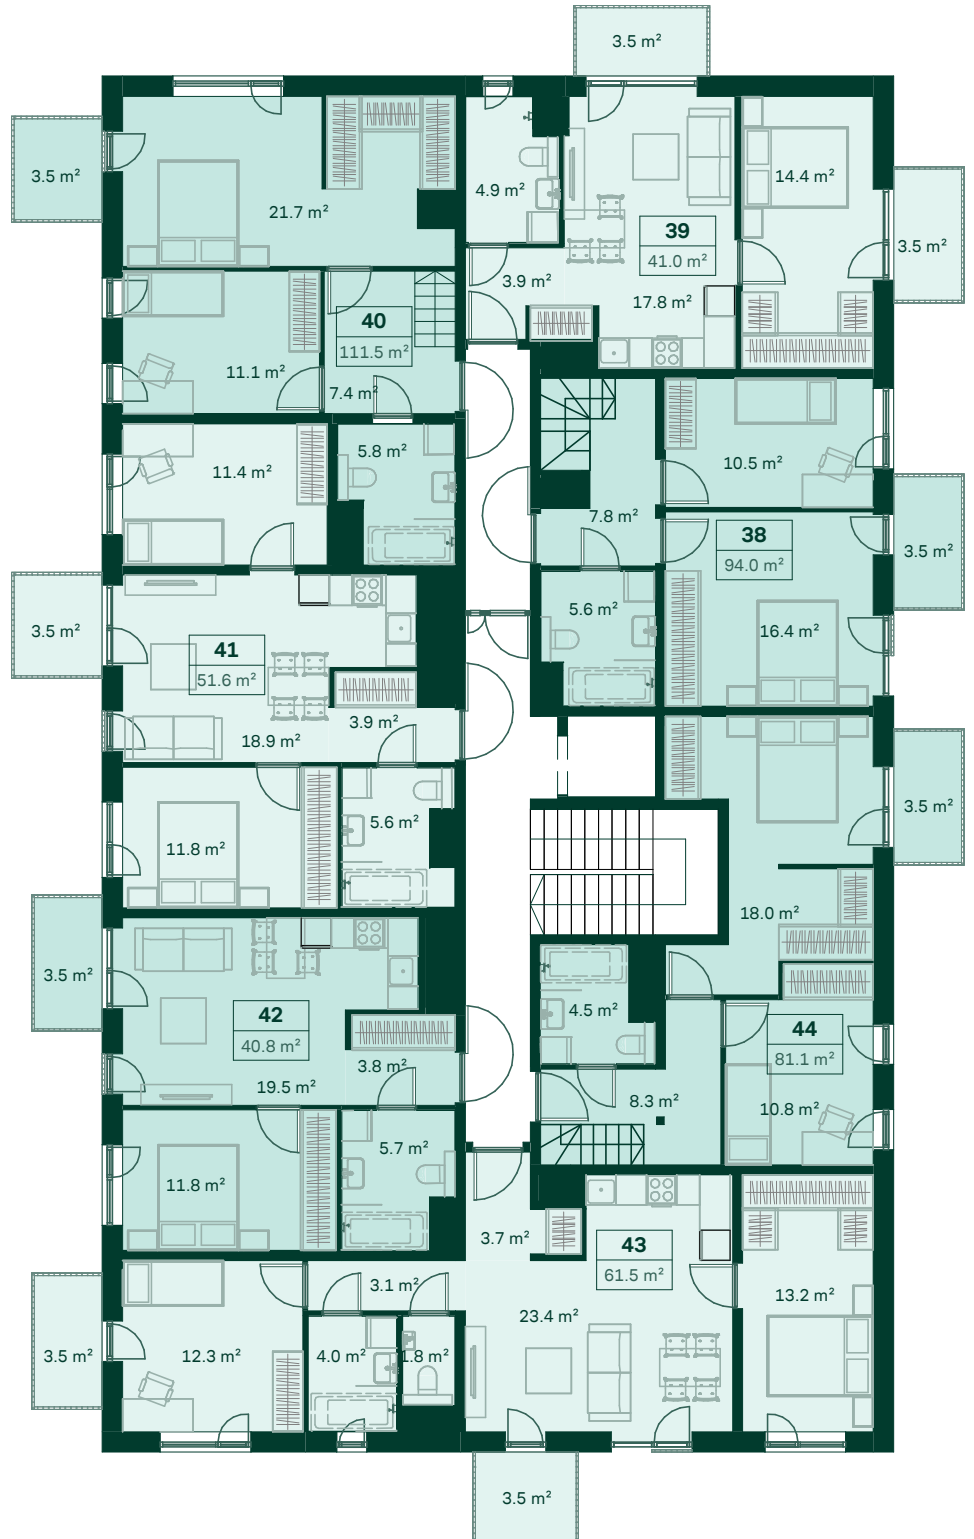 3.5 m²
3.5 m²
14.4 m²
4.9 m²
21.7 m²
39
41.0 m²
3.5 m²
3.9 m²
17.8 m²
40
111.5 m²
11.1 m²
7.4 m²
5.8 m²
11.4 m²
10.5 m²
7.8 m²
38
94.0 m²
3.5 m²
5.6 m²
3.5 m²
16.4 m²
41
51.6 m²
3.9 m²
18.9 m²
3.5 m²
5.6 m²
11.8 m²
18.0 m²
3.5 m²
4.5 m²
42
40.8 m²
44
81.1 m²
3.8 m²
19.5 m²
8.3 m²
10.8 m²
5.7 m²
11.8 m²
3.7 m²
43
61.5 m²
3.1 m²
13.2 m²
23.4 m²
3.5 m²
12.3 m²
4.0 m²
1.8 m²
3.5 m²